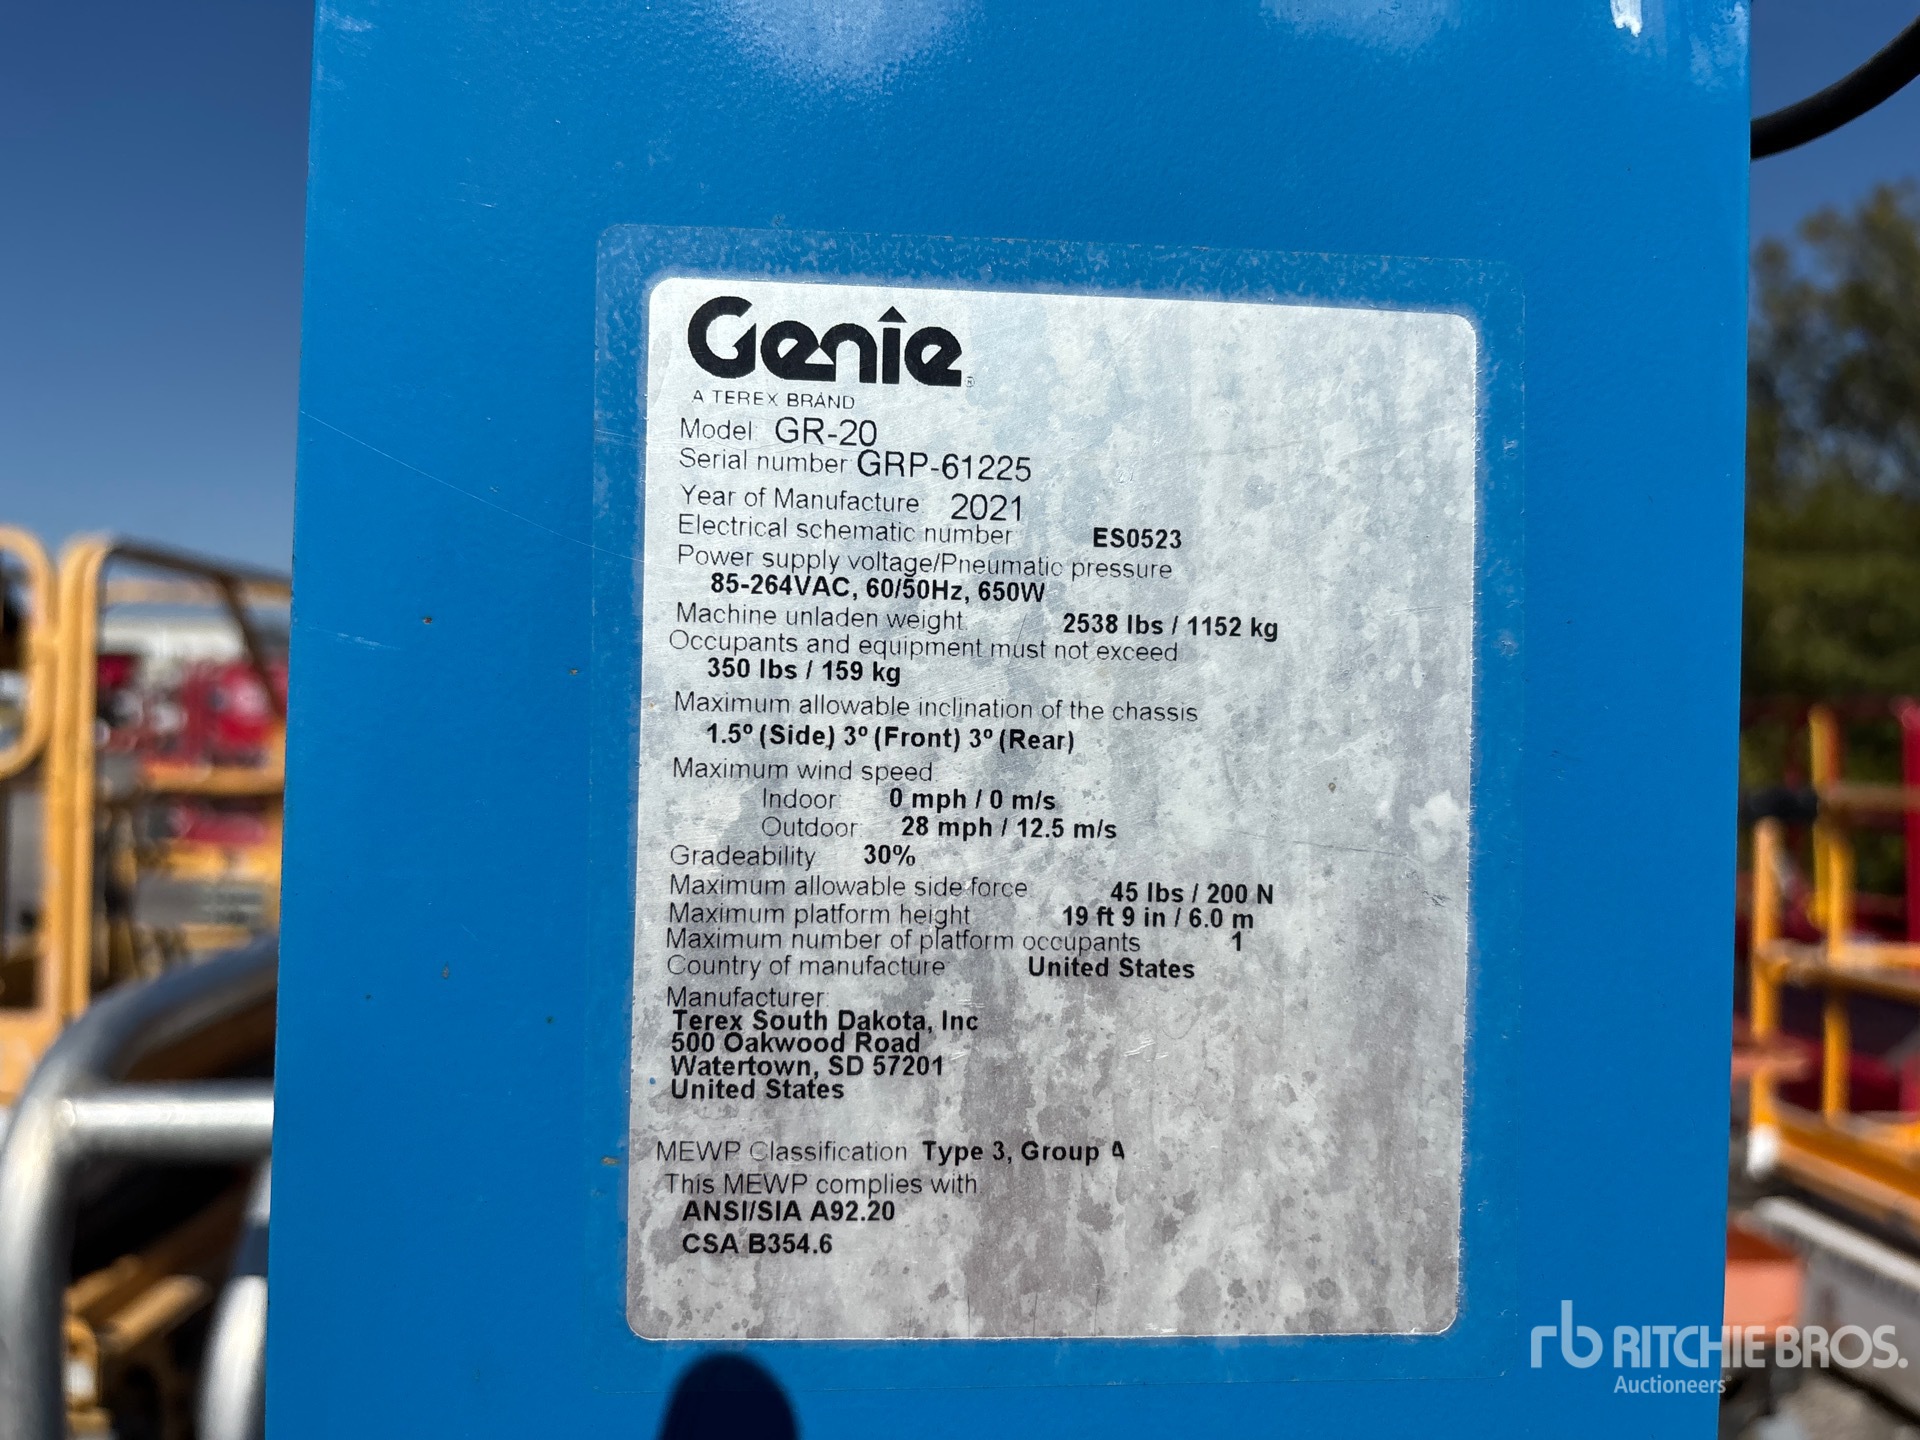 Genie
A TEREX BRAND
Model: GR-20
Serial number: GRP-61225
Year of Manufacture: 2021
Electrical schematic number: ES0523
Power supply voltage/Pneumatic pressure
85-264VAC, 60/50Hz, 650W
Machine unladen weight: 2538 lbs / 1152 kg
Occupants and equipment must not exceed
350 lbs / 159 kg
Maximum allowable inclination of the chassis
1.5º (Side) 3º (Front) 3º (Rear)
Maximum wind speed:
Indoor: 0 mph / 0 m/s
Outdoor: 28 mph / 12.5 m/s
Gradeability 30%
Maximum allowable side force 45 lbs / 200 N
Maximum platform height 19 ft 9 in / 6.0 m
Maximum number of platform occupants 1
Country of manufacture: United States
Manufacturer:
Terex South Dakota, Inc
500 Oakwood Road
Watertown, SD 57201
United States
MEWP Classification Type 3, Group A
This MEWP complies with:
ANSI/SIA A92.20
CSA B354.6
rb RITCHIE BROS.
Auctioneers